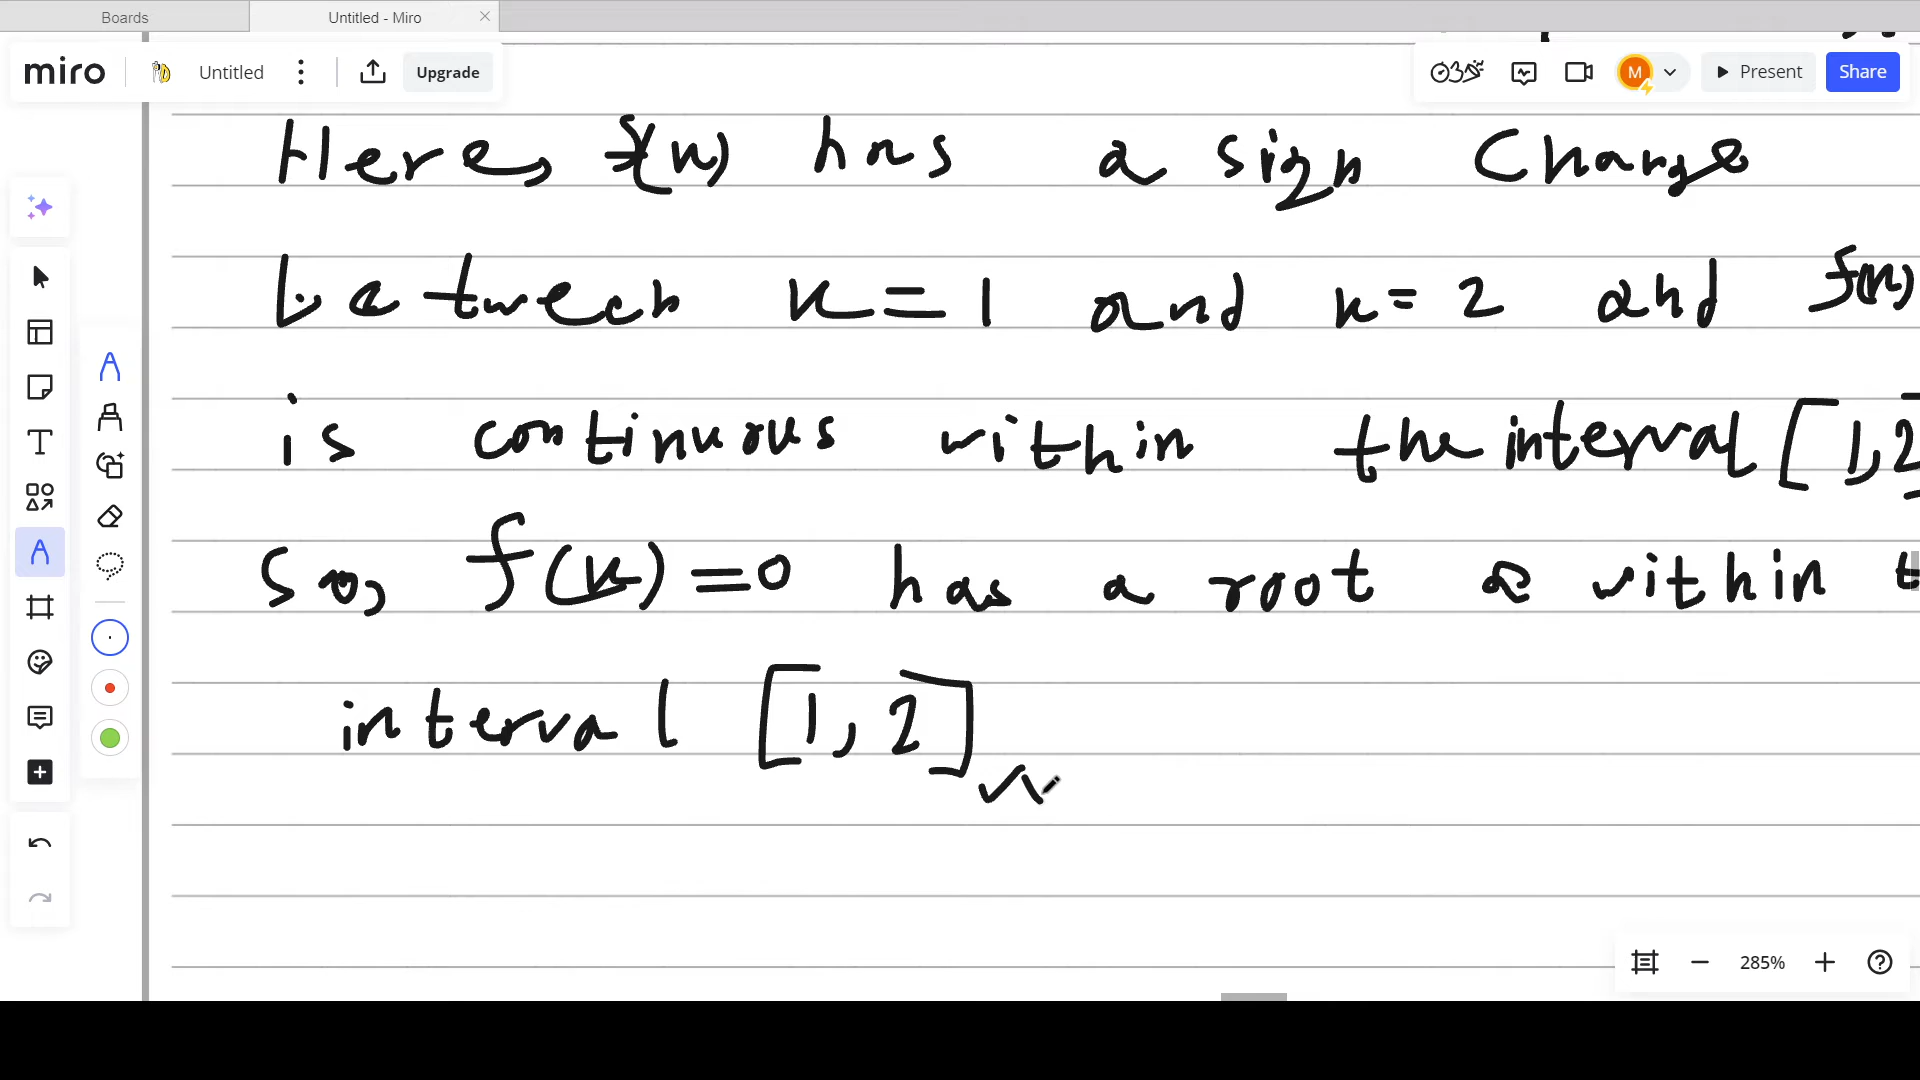 Boards
Untitled - Miro
miro
Untitled
Upgrade
M
Present
Share
Here, f(x) has a sign change
between x = 1 and x = 2 and f(x)
is continuous within the interval [1, 2
So, f(x) = 0 has a root α within t
interval [1, 2]
285%